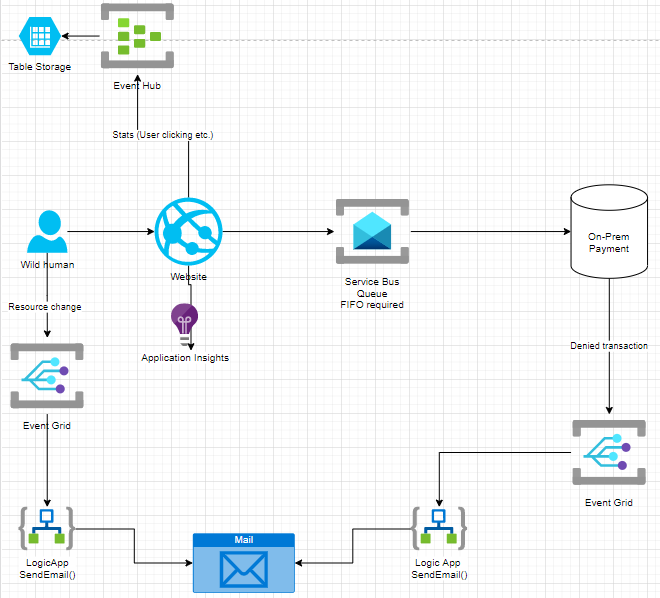 Table Storage
Event Hub
Stats (User clicking etc.)
Wild human
Website
Service Bus
Queue
FIFO required
On-Prem
Payment
Resource change
Application Insights
Denied transaction
Event Grid
Event Grid
LogicApp
SendEmail()
Mail
Logic App
SendEmail()